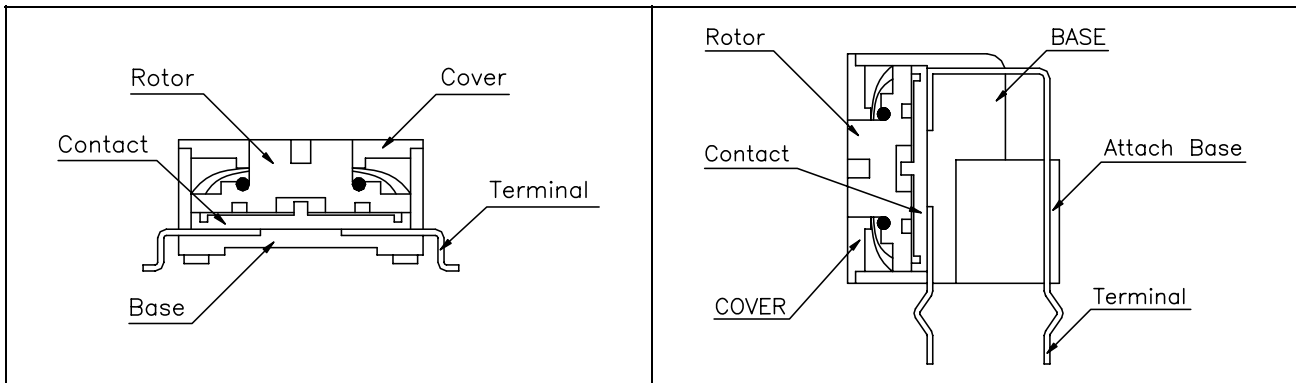 Rotor
Cover
Contact
Terminal
Base
Rotor
BASE
Contact
Attach Base
COVER
Terminal